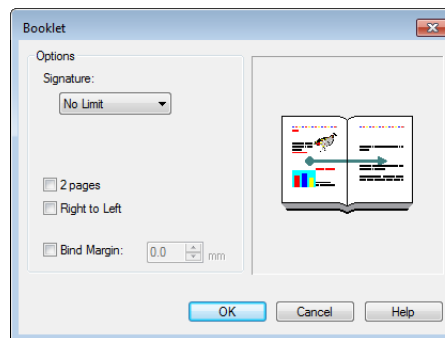 Booklet
Options
Signature:
No Limit
2 pages
Right to Left
Bind Margin:
0.0
mm
OK
Cancel
Help